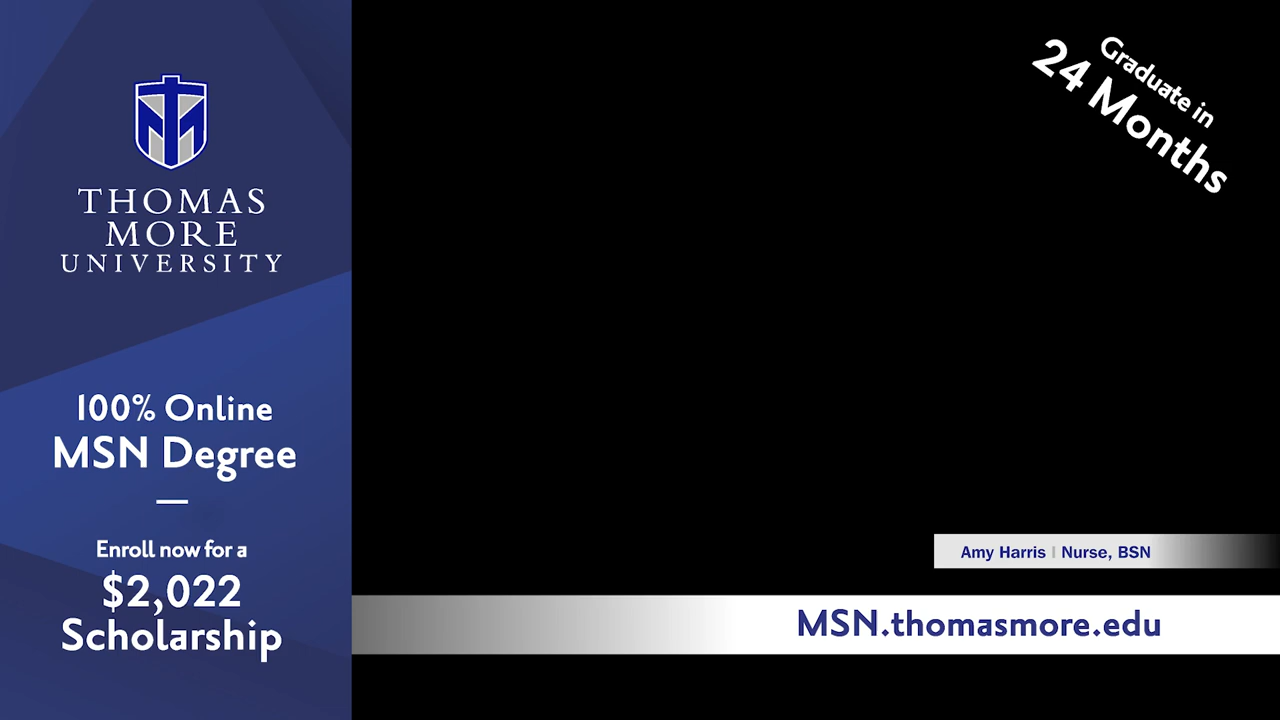 THOMAS
MORE
UNIVERSITY
100% Online
MSN Degree
Enroll now for a
$2,022
Scholarship
Graduate in
24 Months
Amy Harris | Nurse, BSN
MSN.thomasmore.edu